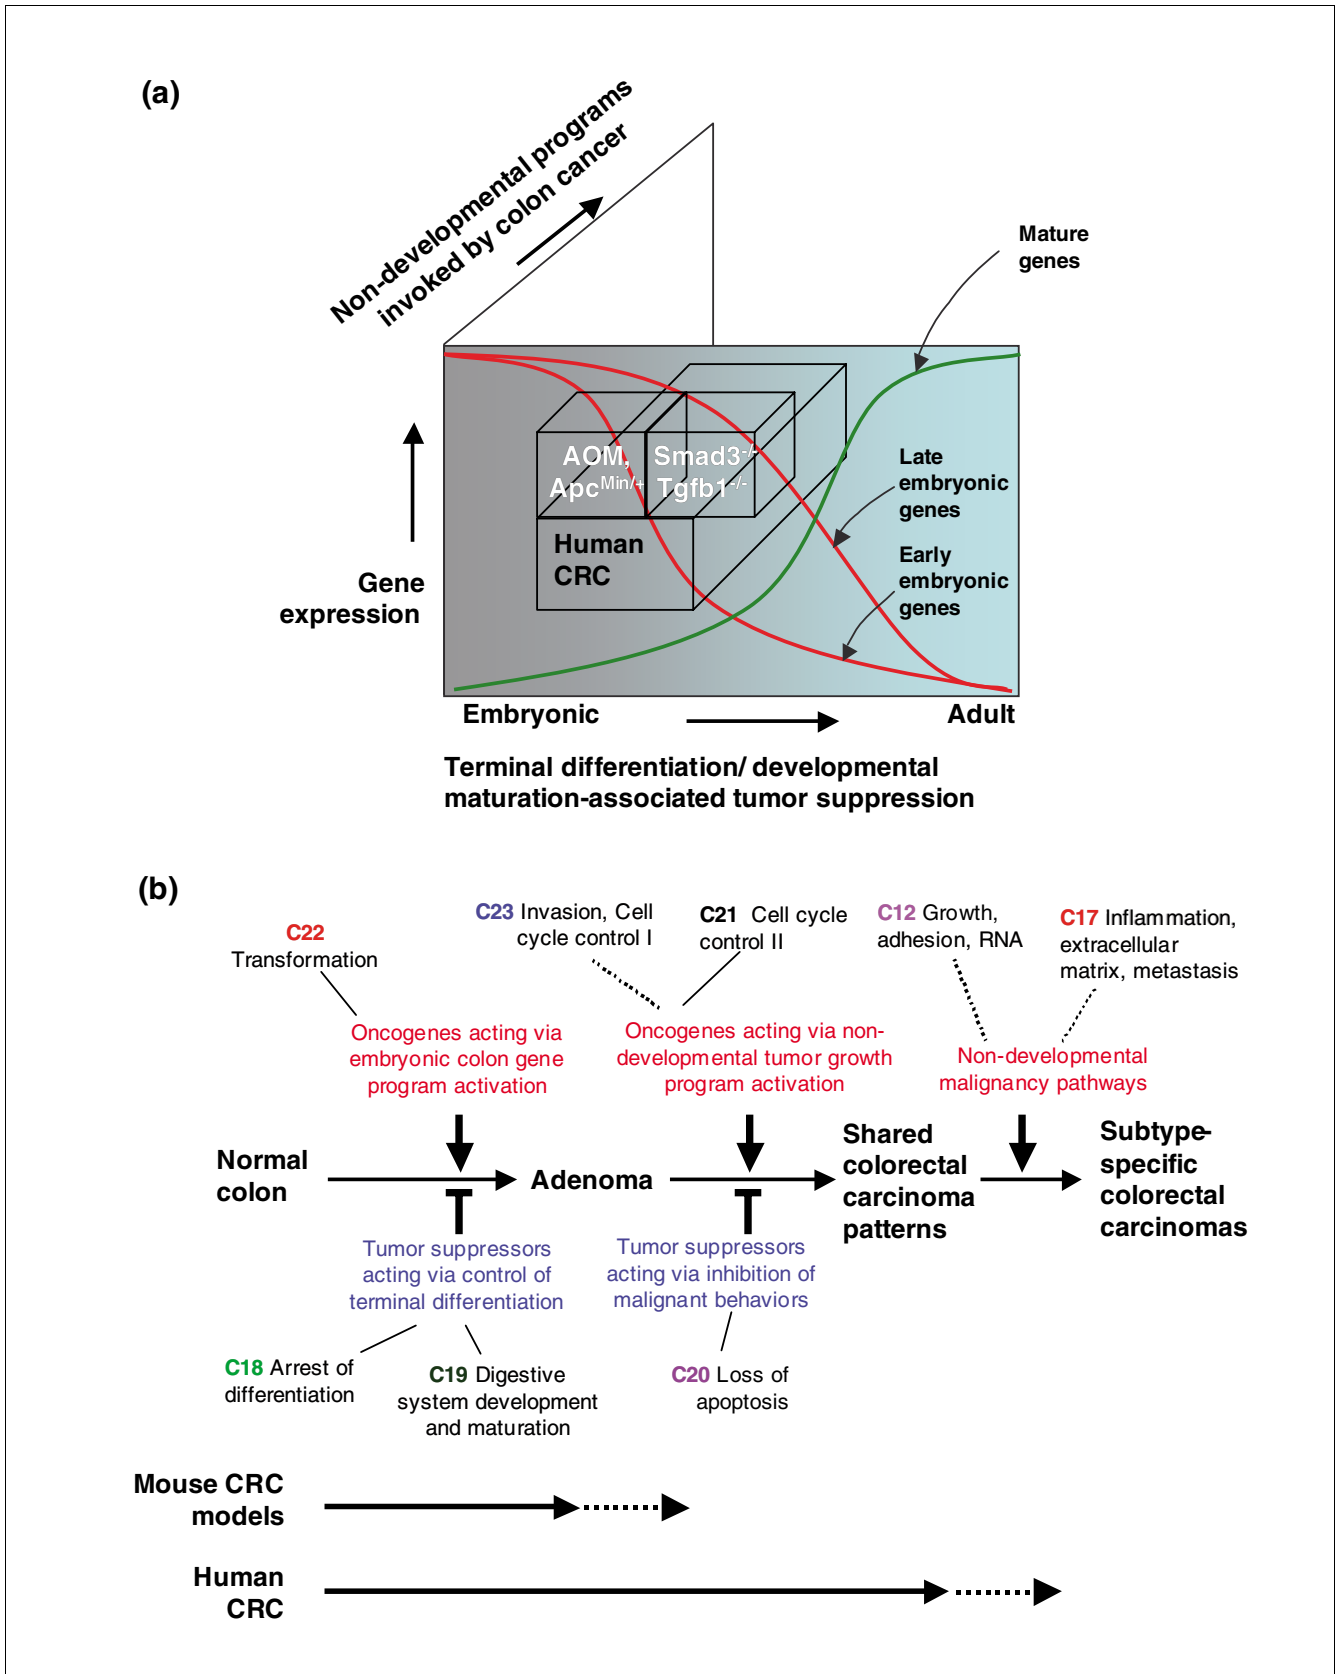 (a)
Non-developmental programs
invoked by colon cancer
Mature
genes
AOM,
Apc^Min/+
Smad3^-/-
Tgfb1^-/-
Late
embryonic
genes
Human
CRC
Early
embryonic
genes
Gene
expression
Embryonic
Adult
Terminal differentiation/ developmental
maturation-associated tumor suppression
(b)
C22
Transformation
C23 Invasion, Cell
cycle control I
C21 Cell cycle
control II
C12 Growth,
adhesion, RNA
C17 Inflammation,
extracellular
matrix, metastasis
Oncogenes acting via
embryonic colon gene
program activation
Oncogenes acting via non-
developmental tumor growth
program activation
Non-developmental
malignancy pathways
Normal
colon
Adenoma
Shared
colorectal
carcinoma
patterns
Subtype-
specific
colorectal
carcinomas
Tumor suppressors
acting via control of
terminal differentiation
Tumor suppressors
acting via inhibition of
malignant behaviors
C18 Arrest of
differentiation
C19 Digestive
system development
and maturation
C20 Loss of
apoptosis
Mouse CRC
models
Human
CRC